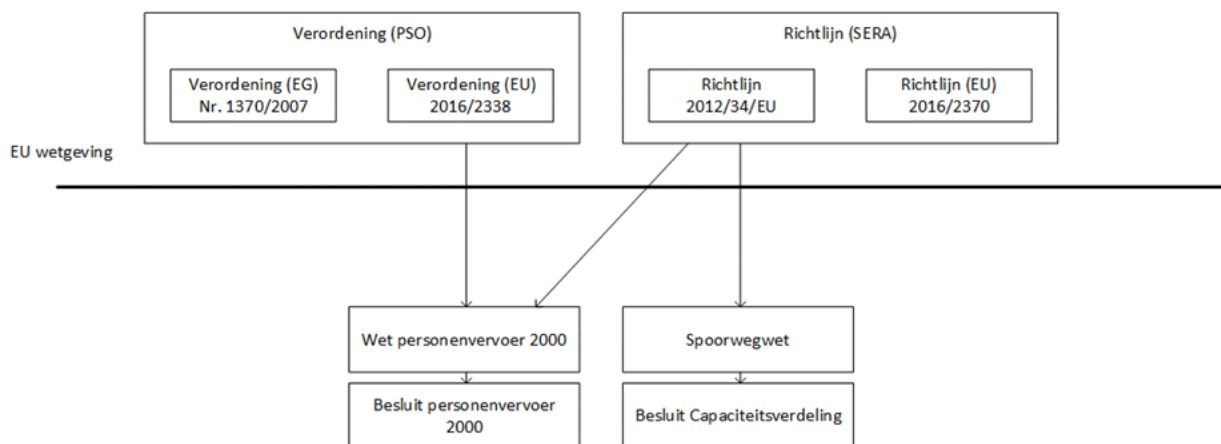 Verordening (PSO)
Verordening (EG)
Nr. 1370/2007
Verordening (EU)
2016/2338
Richtlijn (SERA)
Richtlijn
2012/34/EU
Richtlijn (EU)
2016/2370
EU wetgeving
Wet personenvervoer 2000
Spoorwegwet
Besluit personenvervoer
2000
Besluit Capaciteitsverdeling